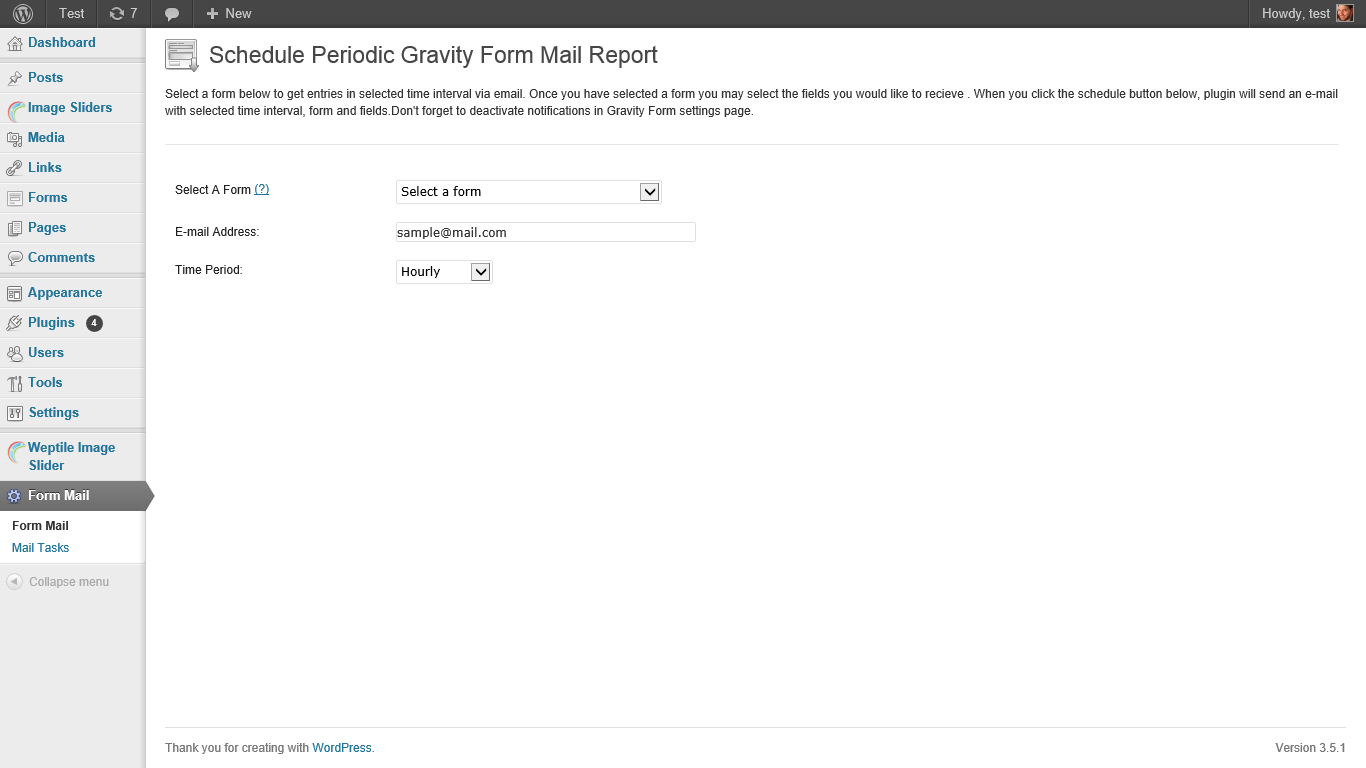 Test 7 New Howdy, test
Dashboard
Posts
Image Sliders
Media
Links
Forms
Pages
Comments
Appearance
Plugins 4
Users
Tools
Settings
Weptile Image
Slider
Form Mail
Form Mail
Mail Tasks
Collapse menu
Schedule Periodic Gravity Form Mail Report
Select a form below to get entries in selected time interval via email. Once you have selected a form you may select the fields you would like to recieve . When you click the schedule button below, plugin will send an e-mail
with selected time interval, form and fields.Don't forget to deactivate notifications in Gravity Form settings page.
Select A Form (?) Select a form
E-mail Address: sample@mail.com
Time Period: Hourly
Thank you for creating with WordPress. Version 3.5.1